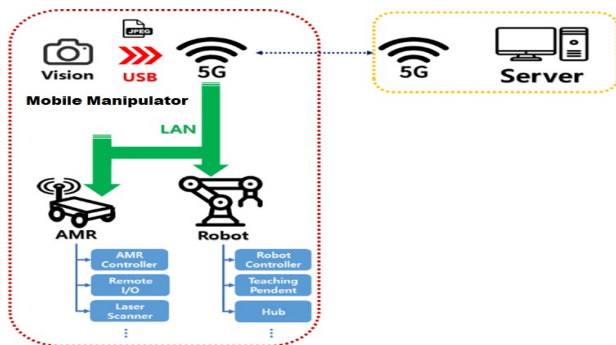 JPEG
Vision
USB
5G
5G
Server
Mobile Manipulator
LAN
AMR
Robot
AMR
Controller
Remote
I/O
Laser
Scanner
Robot
Controller
Teaching
Pendent
Hub